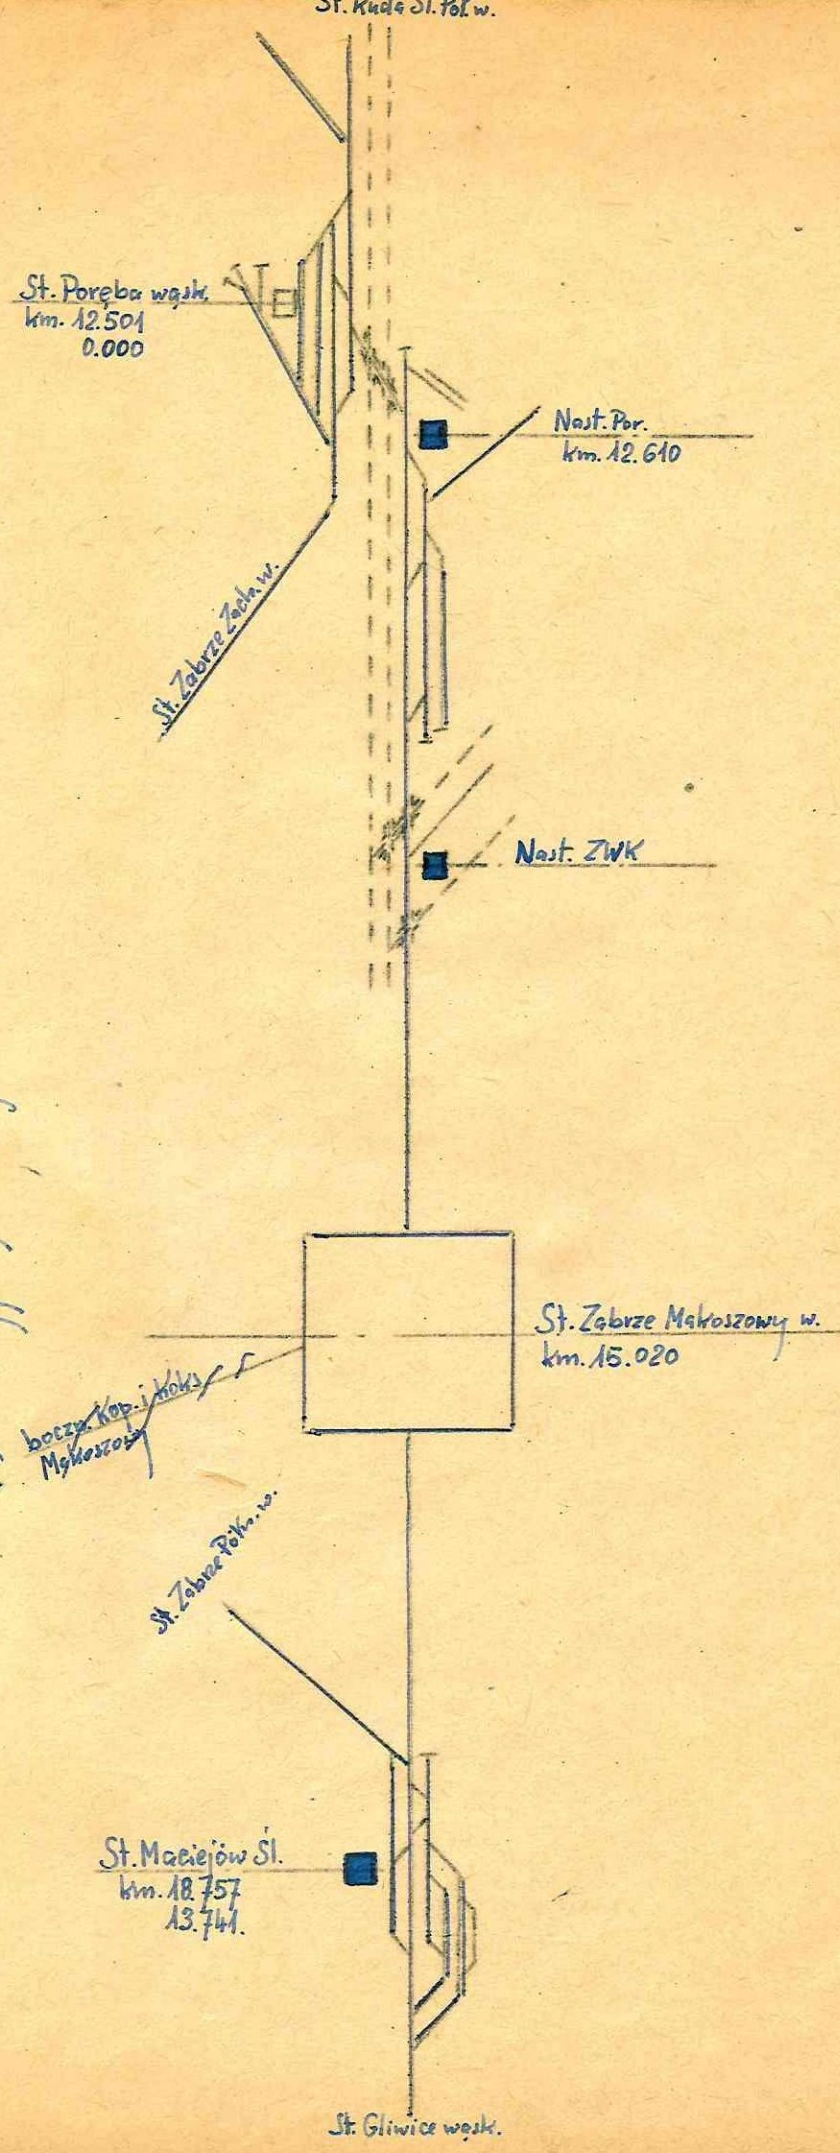 St. Ruda Śl. Poł. w.
St. Poręba wąsk.
km. 12.501
0.000
Nast. Por.
km. 12.610
St. Zabrze Zach. w.
Nast. ZWK
St. Zabrze Makoszowy w.
km. 15.020
boczn. Kop. i Koks
Makoszowy
St. Zabrze Półn. w.
St. Maciejów Śl.
km. 18.757
13.741.
St. Gliwice wąsk.